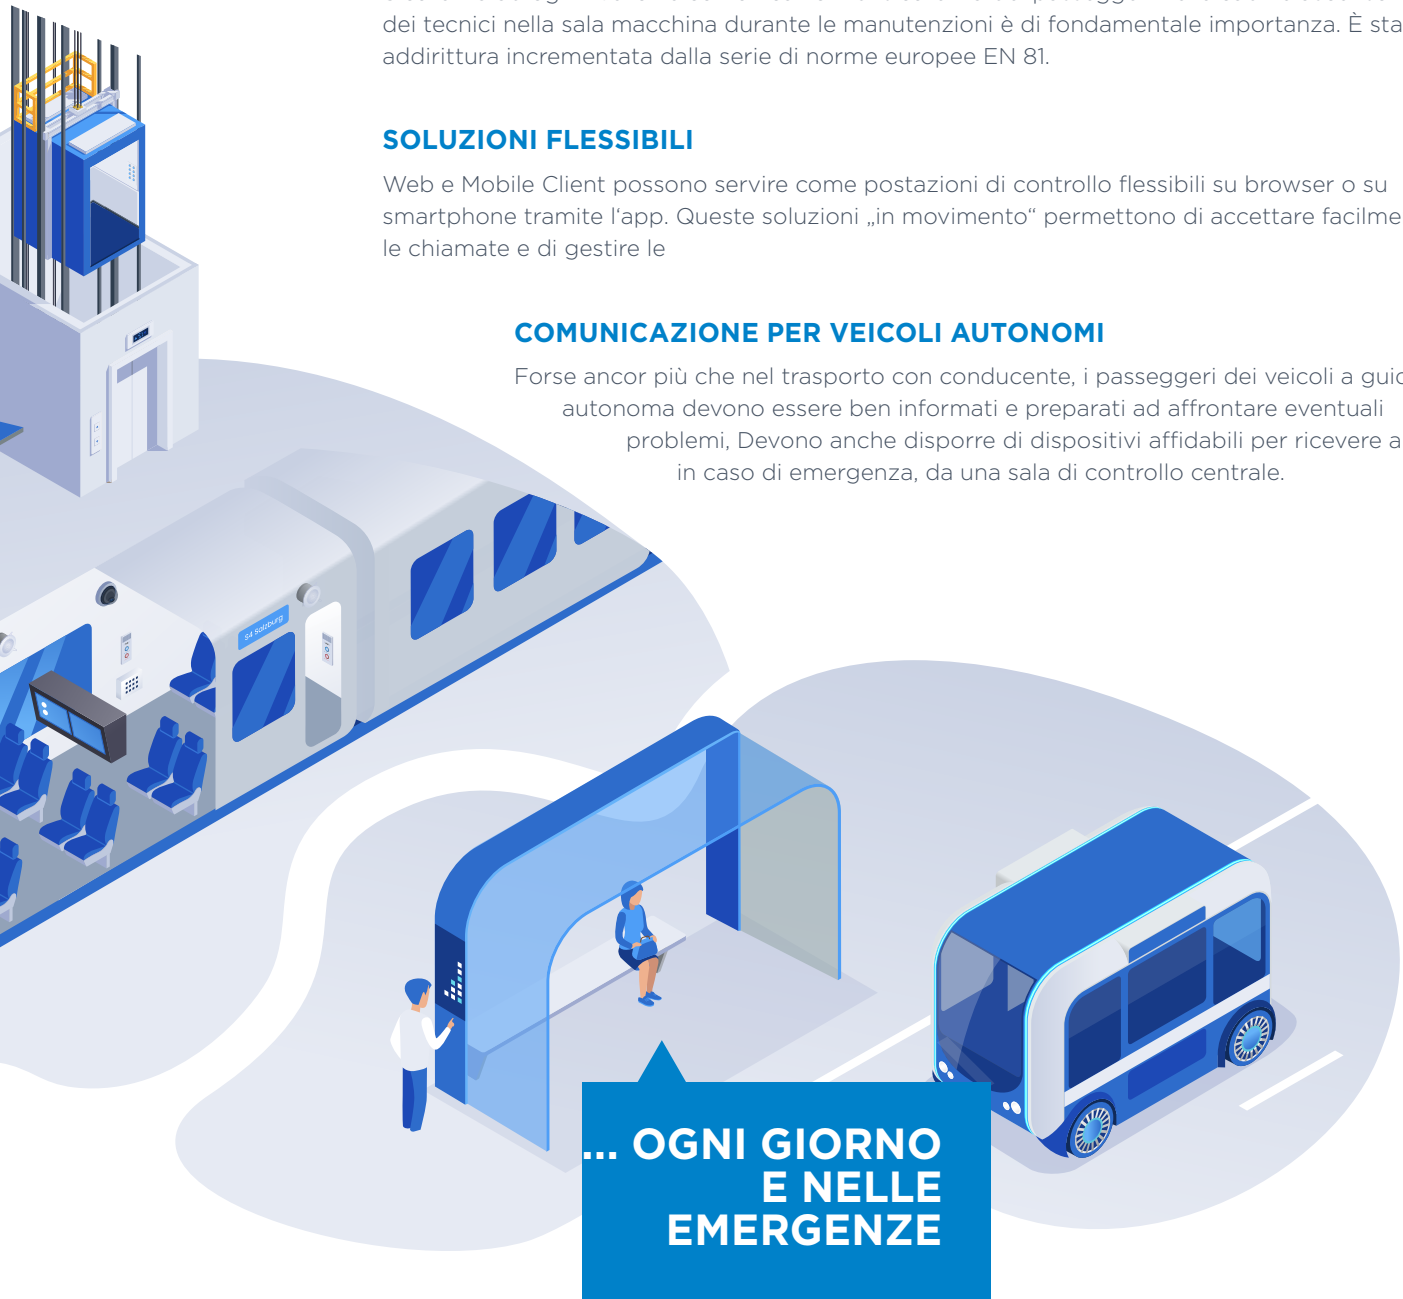 dei tecnici nella sala macchina durante le manutenzioni è di fondamentale importanza. È sta
addirittura incrementata dalla serie di norme europee EN 81.
SOLUZIONI FLESSIBILI
Web e Mobile Client possono servire come postazioni di controllo flessibili su browser o su
smartphone tramite l‘app. Queste soluzioni „in movimento“ permettono di accettare facilme
le chiamate e di gestire le
COMUNICAZIONE PER VEICOLI AUTONOMI
Forse ancor più che nel trasporto con conducente, i passeggeri dei veicoli a guid
autonoma devono essere ben informati e preparati ad affrontare eventuali
problemi, Devono anche disporre di dispositivi affidabili per ricevere a
in caso di emergenza, da una sala di controllo centrale.
S4 Salzburg
... OGNI GIORNO
E NELLE
EMERGENZE